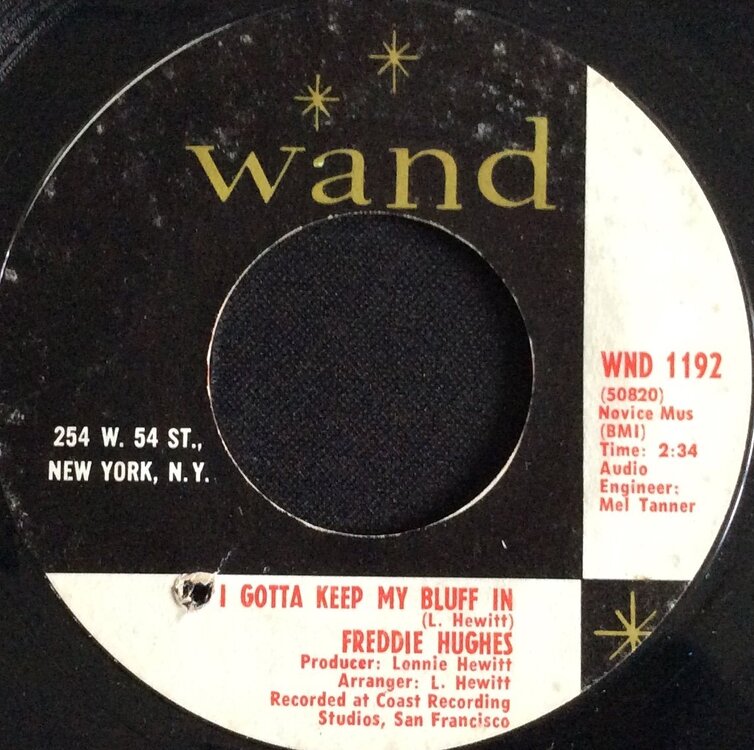 wand
254 W. 54 ST.,
NEW YORK, N.Y.
WND 1192
(50820)
Novice Mus
(BMI)
Time: 2:34
Audio
Engineer:
Mel Tanner
I GOTTA KEEP MY BLUFF IN
(L. Hewitt)
FREDDIE HUGHES
Producer: Lonnie Hewitt
Arranger: L. Hewitt
Recorded at Coast Recording
Studios, San Francisco